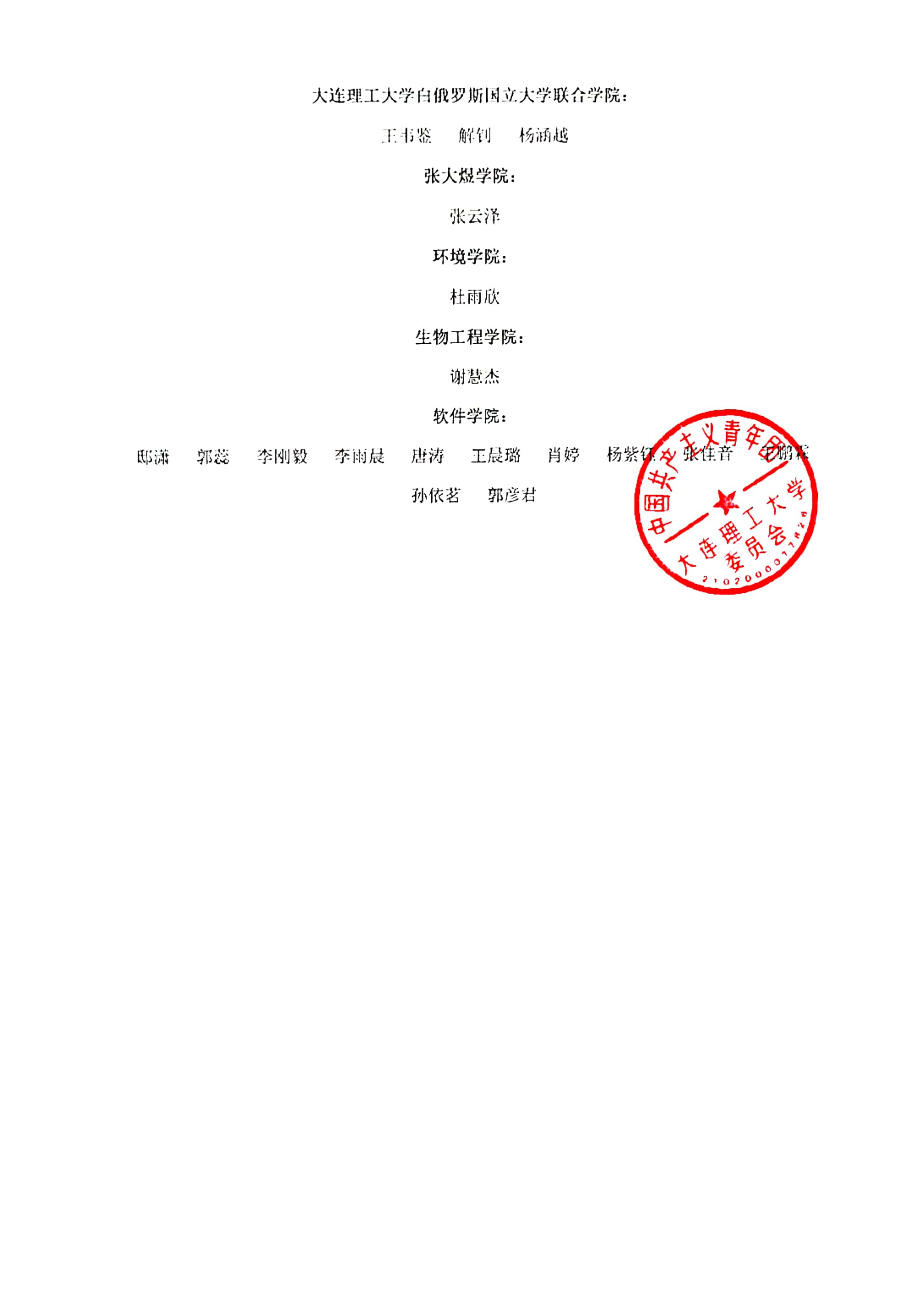 大连理工大学白俄罗斯国立大学联合学院：
王书鉴 解钊 杨涵越
张大煜学院：
张云泽
环境学院：
杜雨欣
生物工程学院：
谢慧杰
软件学院：
邸潇 郭蕊 李刚毅 李雨晨 唐涛 王晨璐 肖婷 杨紫钰 张佳音
孙依茗 郭彦君
中国共产主义青年团
大连理工大学
委员会
2102000017828